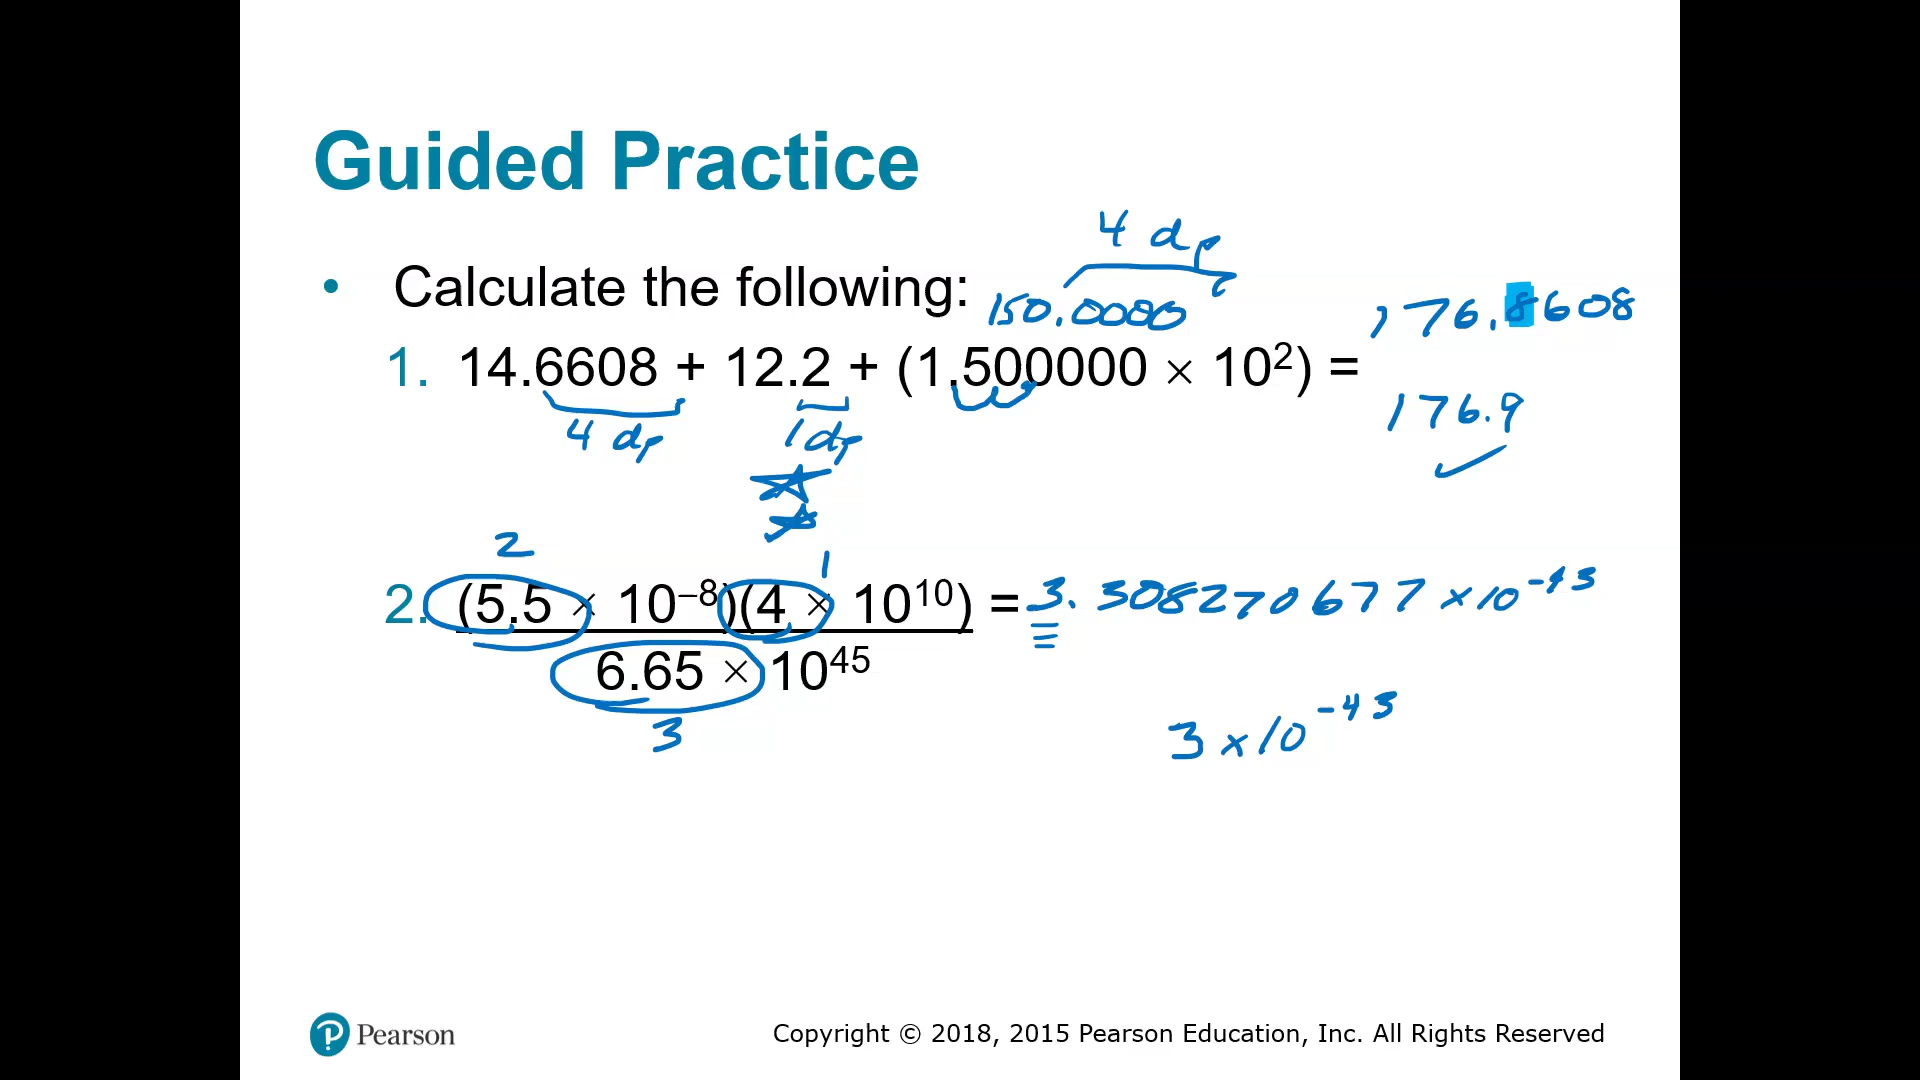 Guided Practice
4 dp
• Calculate the following:
150.0000
176.8608
1. 14.6608 + 12.2 + (1.500000 × 10²) =
176.9
4 dp
1 dp
2
1
2. (5.5 × 10⁻⁸)(4 × 10¹⁰) = 3.308270677 × 10⁻⁴³
6.65 × 10⁴⁵
3
3 × 10⁻⁴³
Pearson
Copyright © 2018, 2015 Pearson Education, Inc. All Rights Reserved